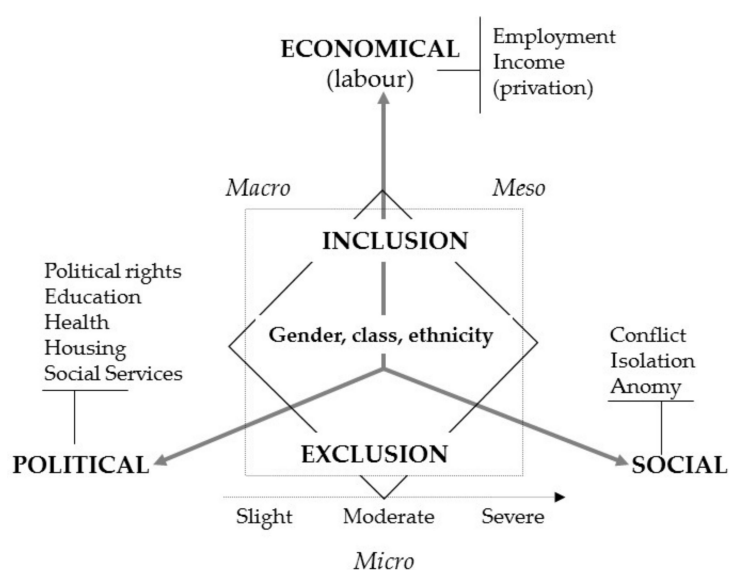 ECONOMICAL
(labour)
Employment
Income
(privation)
Macro
Meso
INCLUSION
Political rights
Education
Health
Housing
Social Services
Gender, class, ethnicity
Conflict
Isolation
Anomy
POLITICAL
EXCLUSION
SOCIAL
Slight Moderate Severe
Micro